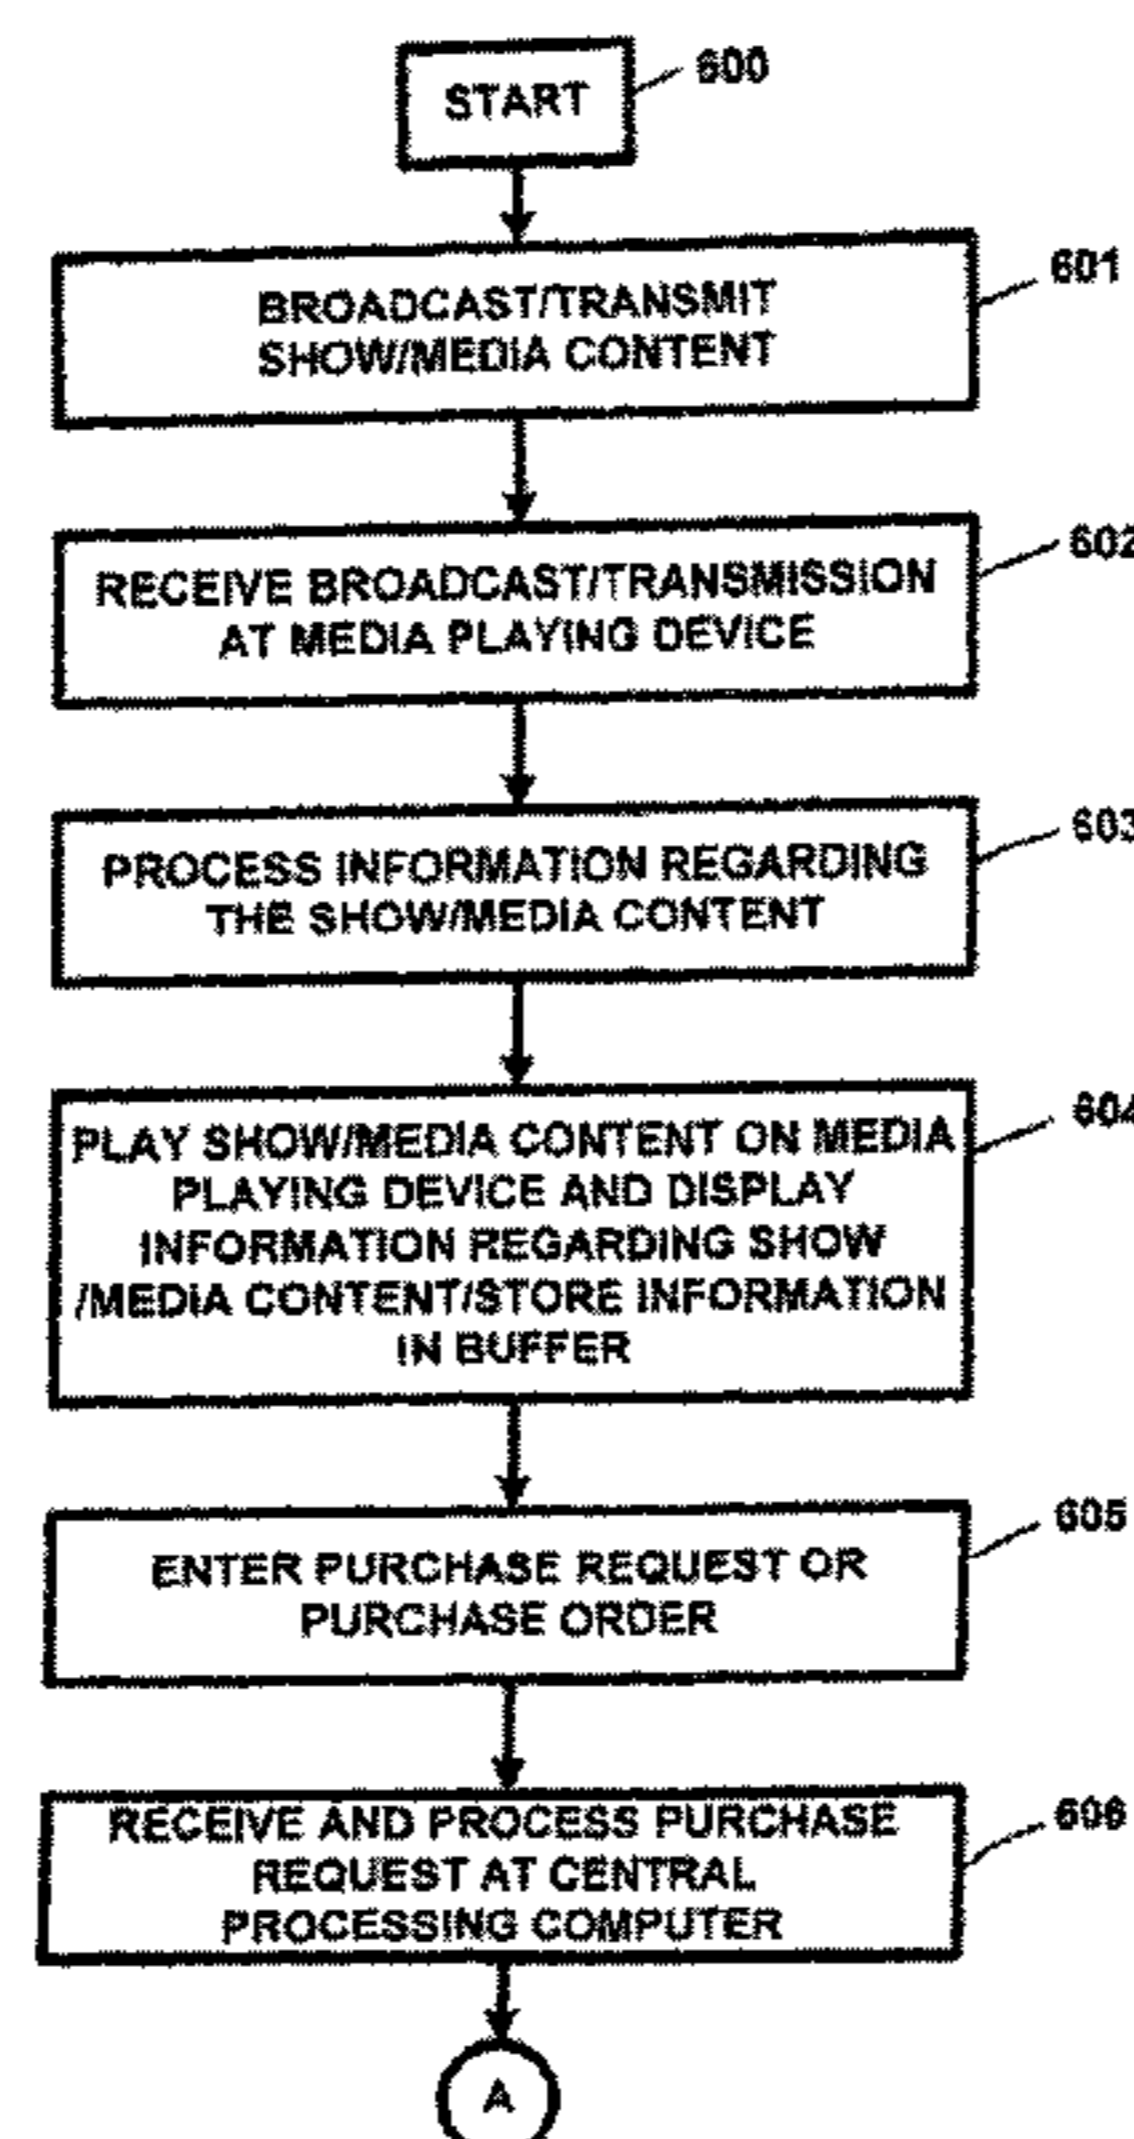 START
600
BROADCAST/TRANSMIT
SHOW/MEDIA CONTENT
601
RECEIVE BROADCAST/TRANSMISSION
AT MEDIA PLAYING DEVICE
602
PROCESS INFORMATION REGARDING
THE SHOW/MEDIA CONTENT
603
PLAY SHOW/MEDIA CONTENT ON MEDIA
PLAYING DEVICE AND DISPLAY
INFORMATION REGARDING SHOW
/MEDIA CONTENT/STORE INFORMATION
IN BUFFER
604
ENTER PURCHASE REQUEST OR
PURCHASE ORDER
605
RECEIVE AND PROCESS PURCHASE
REQUEST AT CENTRAL
PROCESSING COMPUTER
606
A